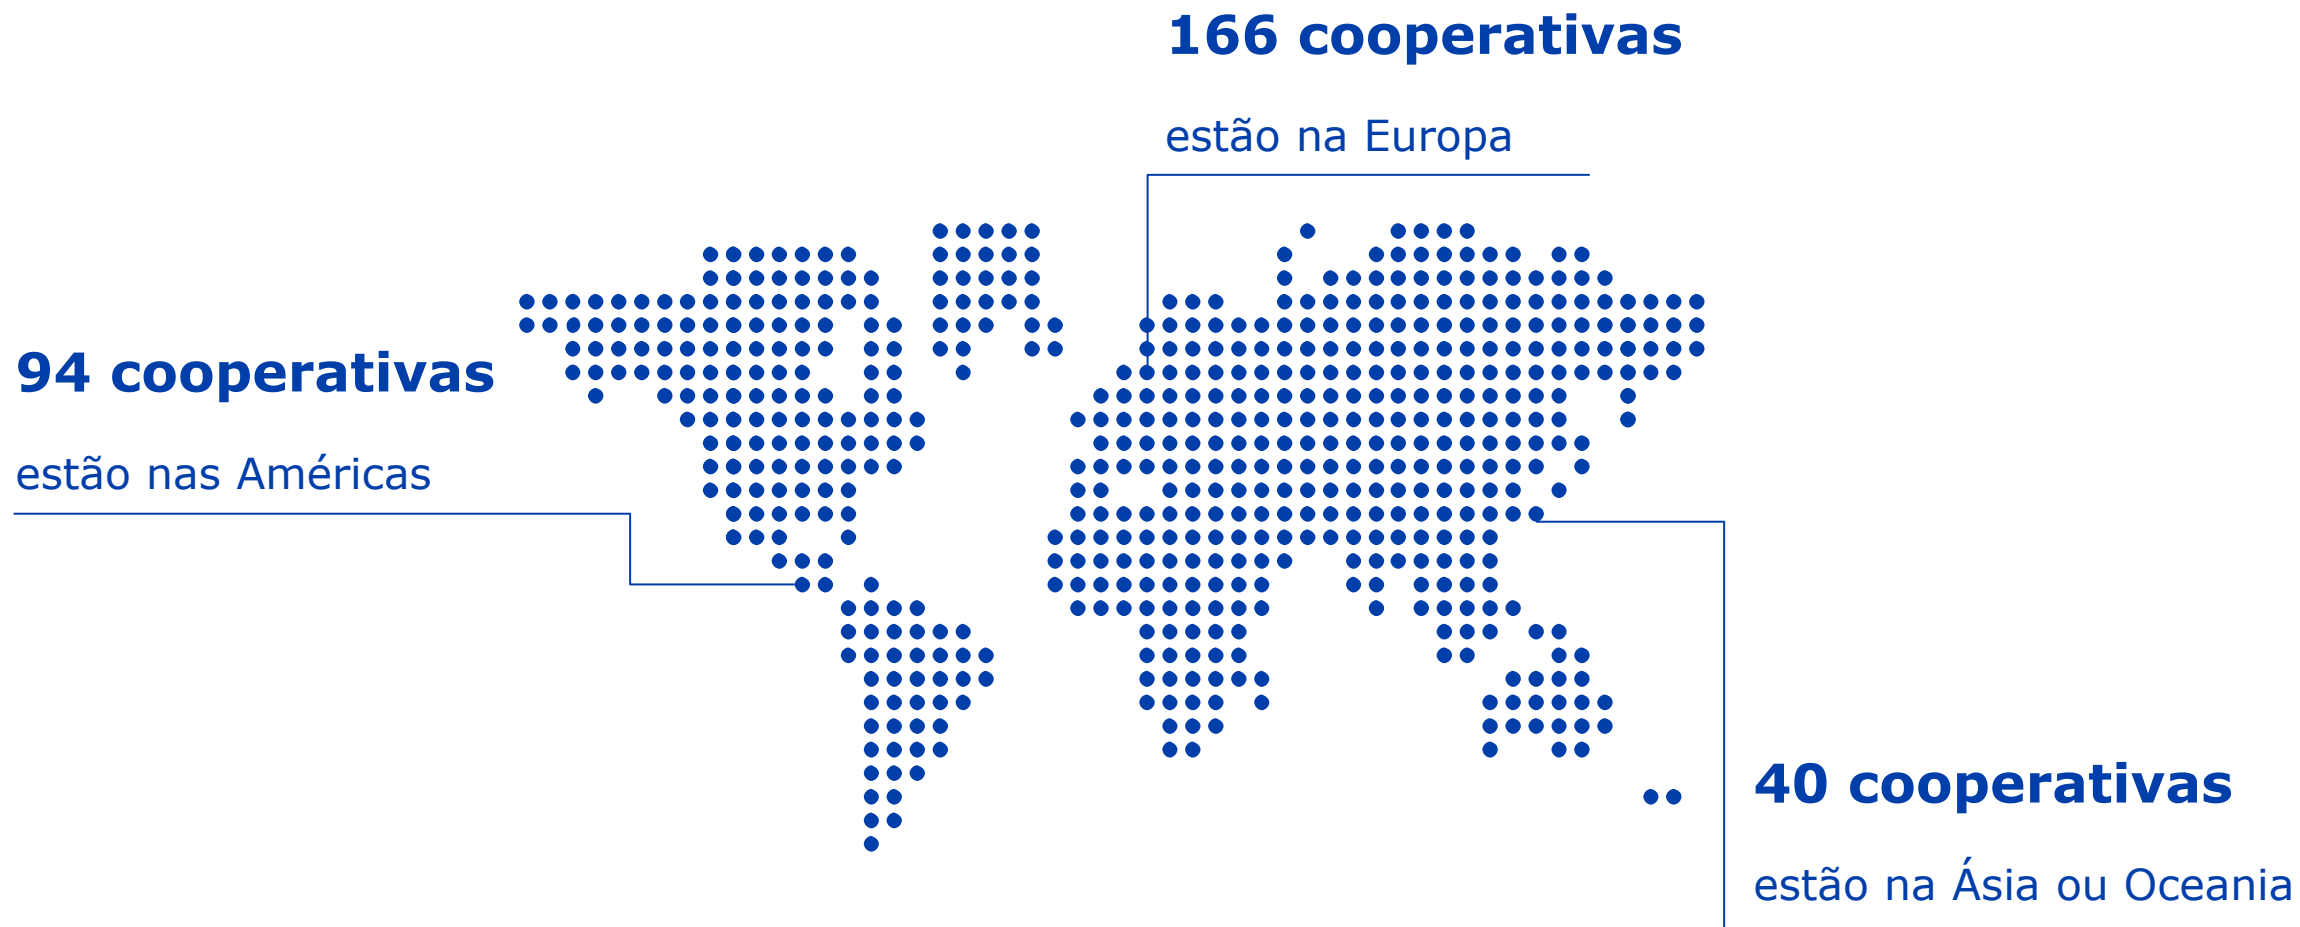 166 cooperativas
estão na Europa
94 cooperativas
estão nas Américas
40 cooperativas
estão na Ásia ou Oceania